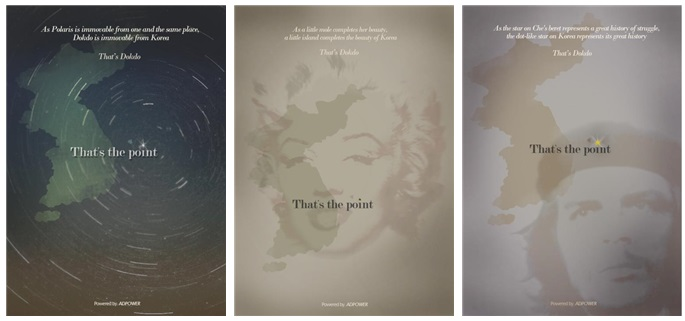 As Polaris is immovable from one and the same place,
Dokdo is immovable from Korea
That's Dokdo
That's the point
Powered by ADPOWER
As a little mole completes her beauty,
a little island completes the beauty of Korea
That's Dokdo
That's the point
Powered by ADPOWER
As the star on Che's beret represents a great history of struggle,
the dot-like star on Korea represents its great history
That's Dokdo
That's the point
Powered by ADPOWER